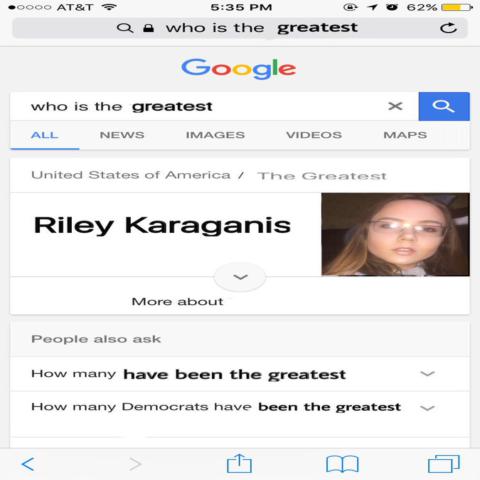 ●○○○○ AT&T 5:35 PM 62%
who is the greatest
Google
who is the greatest ×
ALL NEWS IMAGES VIDEOS MAPS
United States of America / The Greatest
Riley Karaganis
More about
People also ask
How many have been the greatest
How many Democrats have been the greatest